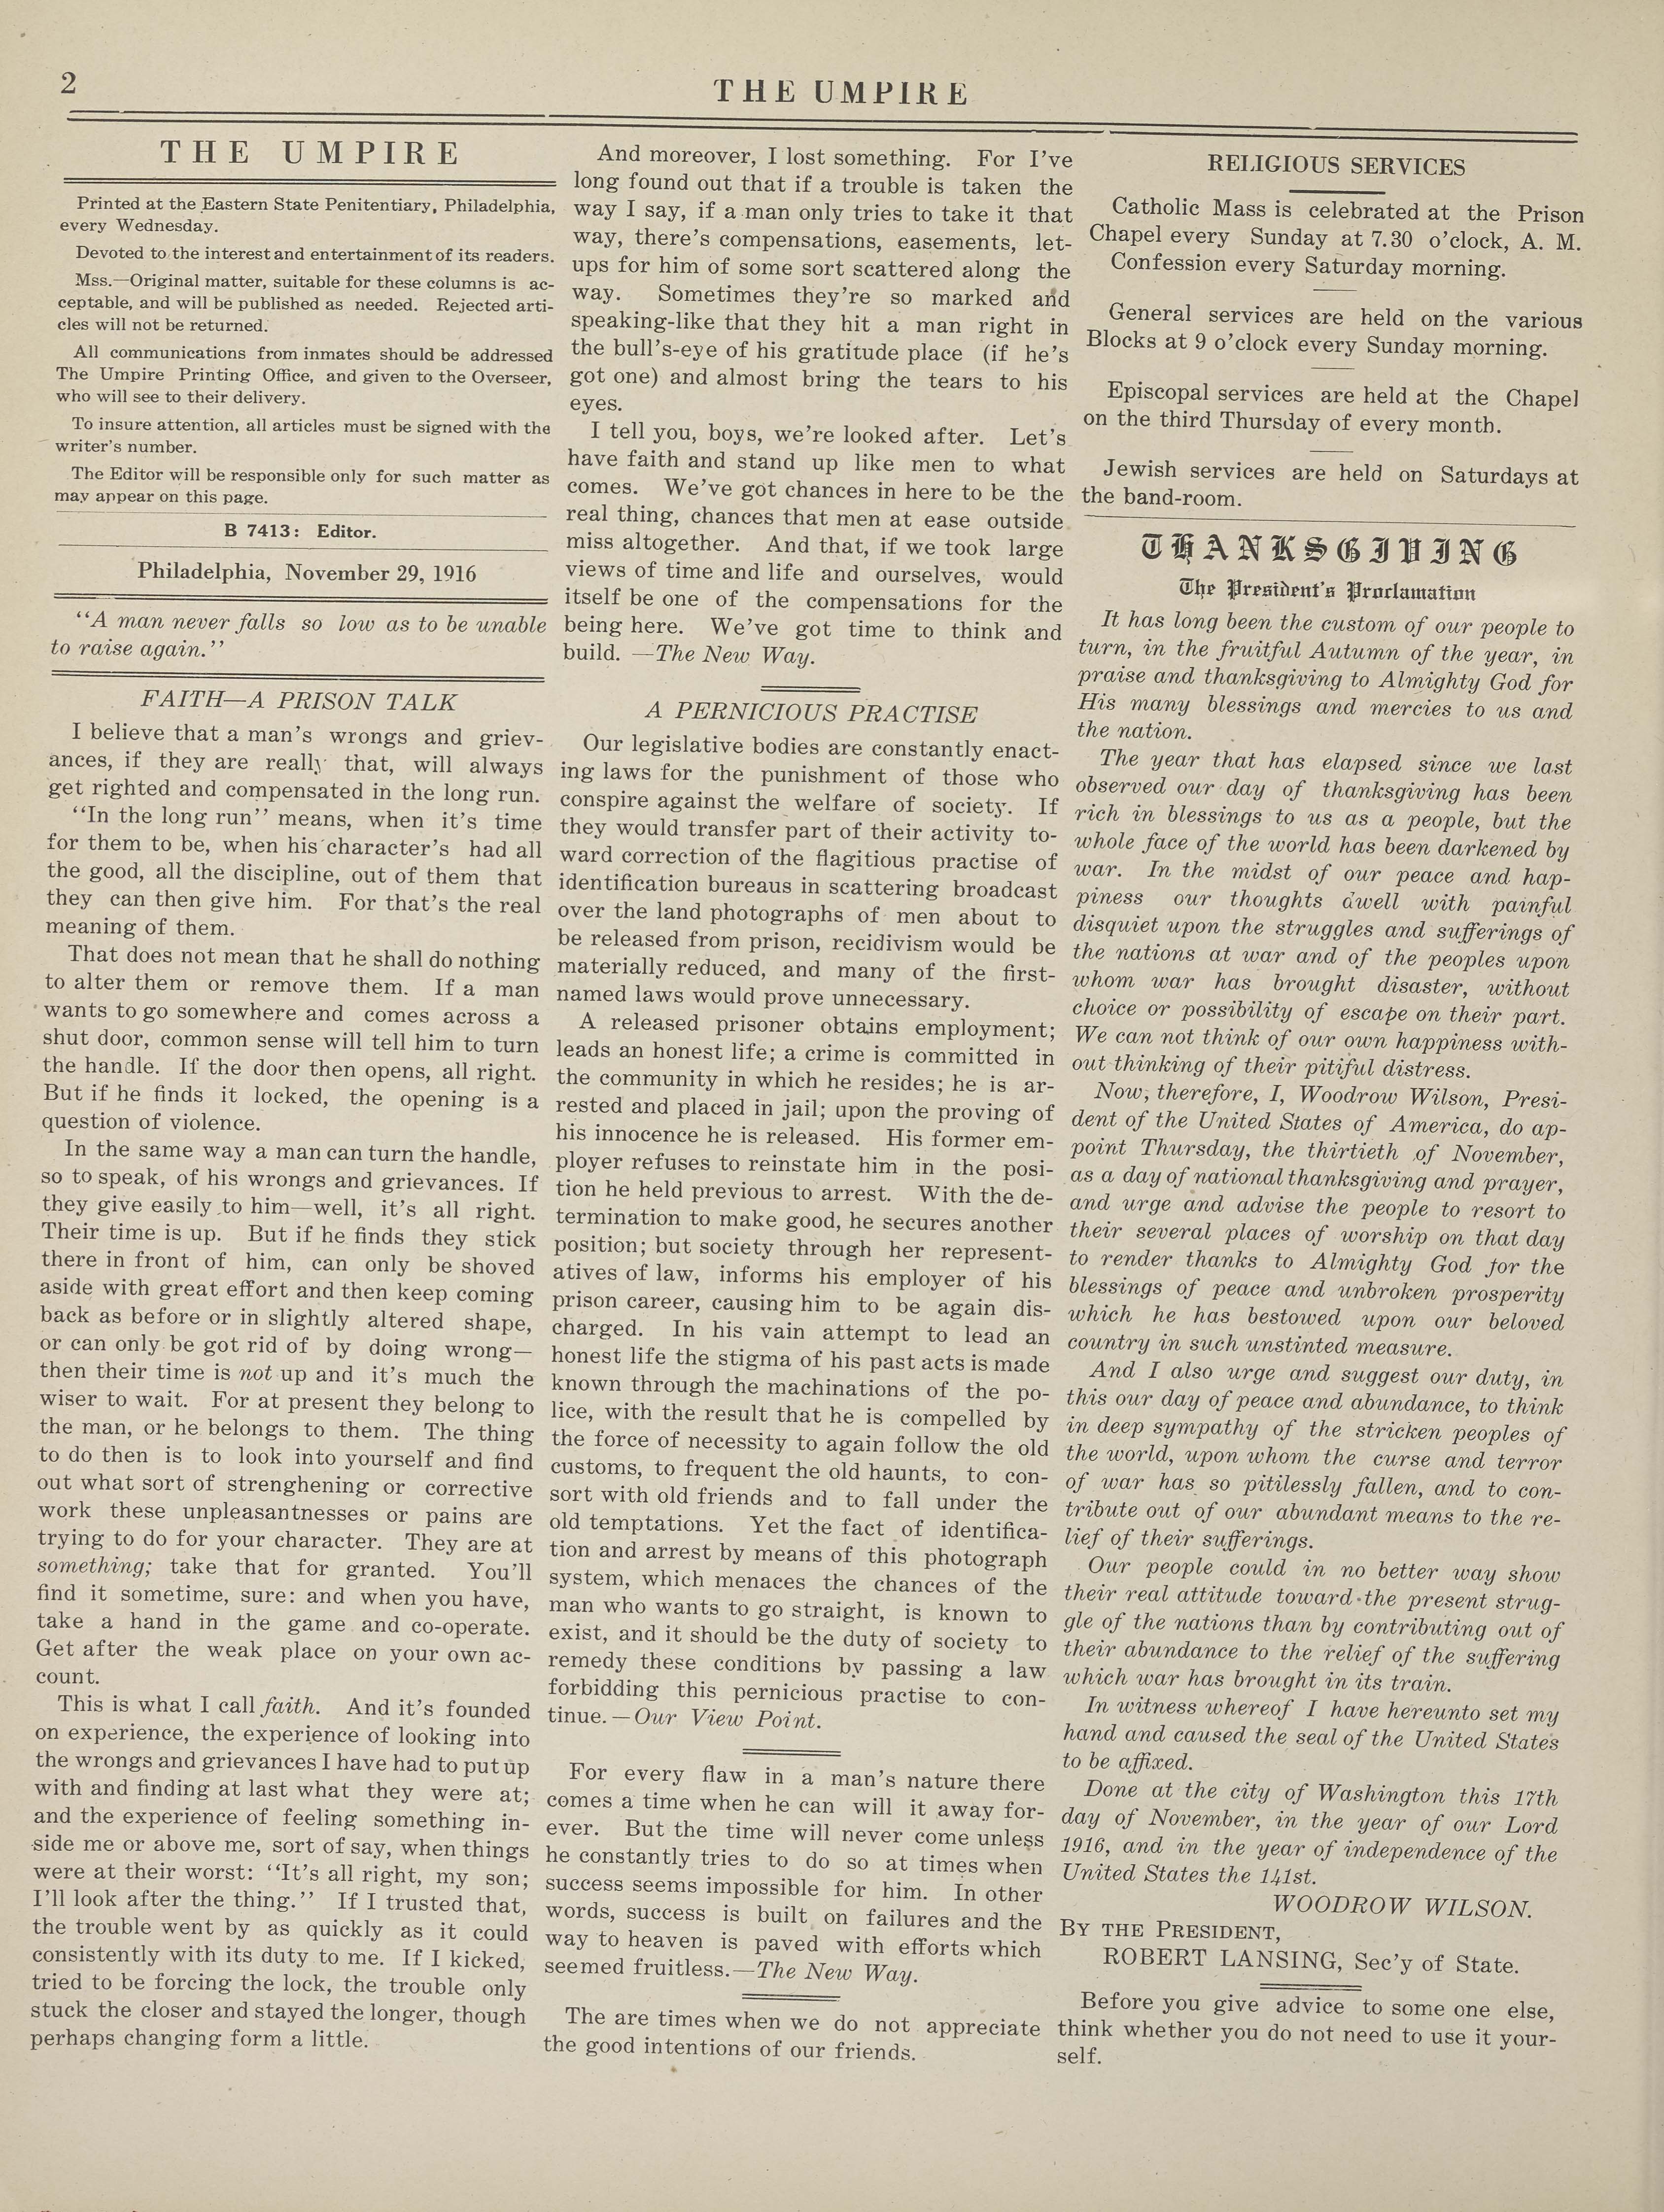 2
THE UMPIRE
THE UMPIRE
Printed at the Eastern State Penitentiary, Philadelphia,
every Wednesday.
Devoted to the interest and entertainment of its readers.
Mss.—Original matter, suitable for these columns is ac-
ceptable, and will be published as needed. Rejected arti-
cles will not be returned.
All communications from inmates should be addressed
The Umpire Printing Office, and given to the Overseer,
who will see to their delivery.
To insure attention, all articles must be signed with the
writer's number.
The Editor will be responsible only for such matter as
may appear on this page.
B 7413: Editor.
Philadelphia, November 29, 1916
"A man never falls so low as to be unable
to raise again."
FAITH—A PRISON TALK
I believe that a man's wrongs and griev-
ances, if they are really that, will always
get righted and compensated in the long run.
"In the long run" means, when it's time
for them to be, when his character's had all
the good, all the discipline, out of them that
they can then give him. For that's the real
meaning of them.
That does not mean that he shall do nothing
to alter them or remove them. If a man
wants to go somewhere and comes across a
shut door, common sense will tell him to turn
the handle. If the door then opens, all right.
But if he finds it locked, the opening is a
question of violence.
In the same way a man can turn the handle,
so to speak, of his wrongs and grievances. If
they give easily to him—well, it's all right.
Their time is up. But if he finds they stick
there in front of him, can only be shoved
aside with great effort and then keep coming
back as before or in slightly altered shape,
or can only be got rid of by doing wrong—
then their time is not up and it's much the
wiser to wait. For at present they belong to
the man, or he belongs to them. The thing
to do then is to look into yourself and find
out what sort of strenghening or corrective
work these unpleasantnesses or pains are
trying to do for your character. They are at
something; take that for granted. You'll
find it sometime, sure: and when you have,
take a hand in the game and co-operate.
Get after the weak place on your own ac-
count.
This is what I call faith. And it's founded
on experience, the experience of looking into
the wrongs and grievances I have had to put up
with and finding at last what they were at;
and the experience of feeling something in-
side me or above me, sort of say, when things
were at their worst: "It's all right, my son;
I'll look after the thing." If I trusted that,
the trouble went by as quickly as it could
consistently with its duty to me. If I kicked,
tried to be forcing the lock, the trouble only
stuck the closer and stayed the longer, though
perhaps changing form a little.
And moreover, I lost something. For I've
long found out that if a trouble is taken the
way I say, if a man only tries to take it that
way, there's compensations, easements, let-
ups for him of some sort scattered along the
way. Sometimes they're so marked and
speaking-like that they hit a man right in
the bull's-eye of his gratitude place (if he's
got one) and almost bring the tears to his
eyes.
I tell you, boys, we're looked after. Let's
have faith and stand up like men to what
comes. We've got chances in here to be the
real thing, chances that men at ease outside
miss altogether. And that, if we took large
views of time and life and ourselves, would
itself be one of the compensations for the
being here. We've got time to think and
build. —The New Way.
A PERNICIOUS PRACTISE
Our legislative bodies are constantly enact-
ing laws for the punishment of those who
conspire against the welfare of society. If
they would transfer part of their activity to-
ward correction of the flagitious practise of
identification bureaus in scattering broadcast
over the land photographs of men about to
be released from prison, recidivism would be
materially reduced, and many of the first-
named laws would prove unnecessary.
A released prisoner obtains employment;
leads an honest life; a crime is committed in
the community in which he resides; he is ar-
rested and placed in jail; upon the proving of
his innocence he is released. His former em-
ployer refuses to reinstate him in the posi-
tion he held previous to arrest. With the de-
termination to make good, he secures another
position; but society through her represent-
atives of law, informs his employer of his
prison career, causing him to be again dis-
charged. In his vain attempt to lead an
honest life the stigma of his past acts is made
known through the machinations of the po-
lice, with the result that he is compelled by
the force of necessity to again follow the old
customs, to frequent the old haunts, to con-
sort with old friends and to fall under the
old temptations. Yet the fact of identifica-
tion and arrest by means of this photograph
system, which menaces the chances of the
man who wants to go straight, is known to
exist, and it should be the duty of society to
remedy these conditions by passing a law
forbidding this pernicious practise to con-
tinue.—Our View Point.
For every flaw in a man's nature there
comes a time when he can will it away for-
ever. But the time will never come unless
he constantly tries to do so at times when
success seems impossible for him. In other
words, success is built on failures and the
way to heaven is paved with efforts which
seemed fruitless.—The New Way.
The are times when we do not appreciate
the good intentions of our friends.
RELIGIOUS SERVICES
Catholic Mass is celebrated at the Prison
Chapel every Sunday at 7.30 o'clock, A. M.
Confession every Saturday morning.
General services are held on the various
Blocks at 9 o'clock every Sunday morning.
Episcopal services are held at the Chapel
on the third Thursday of every month.
Jewish services are held on Saturdays at
the band-room.
THANKSGIVING
The President's Proclamation
It has long been the custom of our people to
turn, in the fruitful Autumn of the year, in
praise and thanksgiving to Almighty God for
His many blessings and mercies to us and
the nation.
The year that has elapsed since we last
observed our day of thanksgiving has been
rich in blessings to us as a people, but the
whole face of the world has been darkened by
war. In the midst of our peace and hap-
piness our thoughts dwell with painful
disquiet upon the struggles and sufferings of
the nations at war and of the peoples upon
whom war has brought disaster, without
choice or possibility of escape on their part.
We can not think of our own happiness with-
out thinking of their pitiful distress.
Now, therefore, I, Woodrow Wilson, Presi-
dent of the United States of America, do ap-
point Thursday, the thirtieth of November,
as a day of national thanksgiving and prayer,
and urge and advise the people to resort to
their several places of worship on that day
to render thanks to Almighty God for the
blessings of peace and unbroken prosperity
which he has bestowed upon our beloved
country in such unstinted measure.
And I also urge and suggest our duty, in
this our day of peace and abundance, to think
in deep sympathy of the stricken peoples of
the world, upon whom the curse and terror
of war has so pitilessly fallen, and to con-
tribute out of our abundant means to the re-
lief of their sufferings.
Our people could in no better way show
their real attitude toward the present strug-
gle of the nations than by contributing out of
their abundance to the relief of the suffering
which war has brought in its train.
In witness whereof I have hereunto set my
hand and caused the seal of the United States
to be affixed.
Done at the city of Washington this 17th
day of November, in the year of our Lord
1916, and in the year of independence of the
United States the 141st.
WOODROW WILSON.
BY THE PRESIDENT,
ROBERT LANSING, Sec'y of State.
Before you give advice to some one else,
think whether you do not need to use it your-
self.